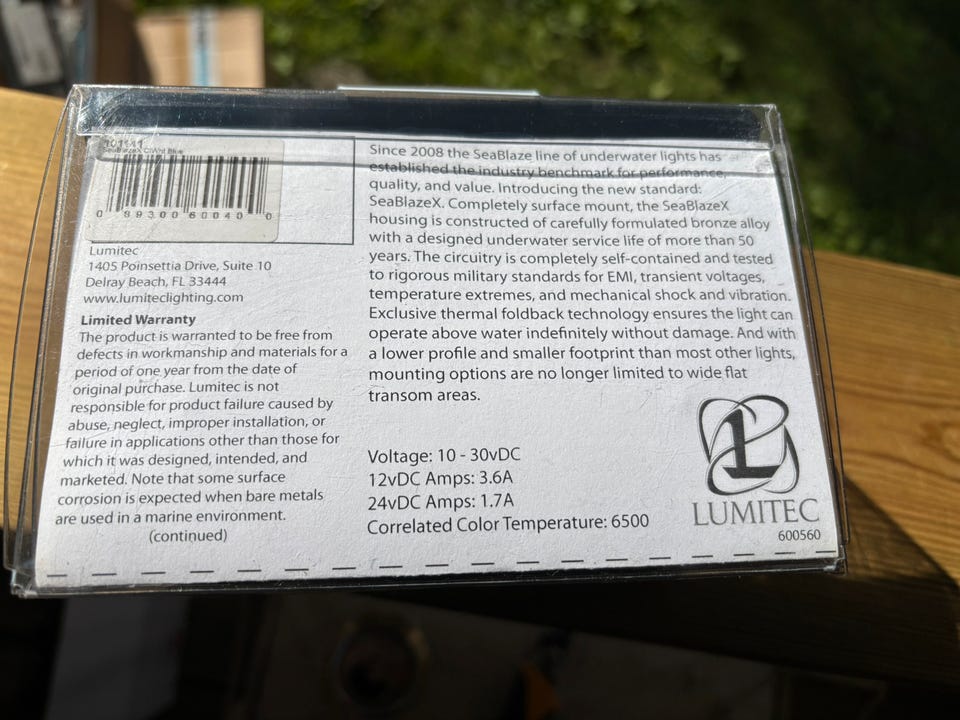 101441
SeaBlazeX C/Wht Blue
0 89300 60040 0
Lumitec
1405 Poinsettia Drive, Suite 10
Delray Beach, FL 33444
www.lumiteclighting.com
Limited Warranty
The product is warranted to be free from
defects in workmanship and materials for a
period of one year from the date of
original purchase. Lumitec is not
responsible for product failure caused by
abuse, neglect, improper installation, or
failure in applications other than those for
which it was designed, intended, and
marketed. Note that some surface
corrosion is expected when bare metals
are used in a marine environment.
(continued)
Since 2008 the SeaBlaze line of underwater lights has
established the industry benchmark for performance,
quality, and value. Introducing the new standard:
SeaBlazeX. Completely surface mount, the SeaBlazeX
housing is constructed of carefully formulated bronze alloy
with a designed underwater service life of more than 50
years. The circuitry is completely self-contained and tested
to rigorous military standards for EMI, transient voltages,
temperature extremes, and mechanical shock and vibration.
Exclusive thermal foldback technology ensures the light can
operate above water indefinitely without damage. And with
a lower profile and smaller footprint than most other lights,
mounting options are no longer limited to wide flat
transom areas.
Voltage: 10 - 30vDC
12vDC Amps: 3.6A
24vDC Amps: 1.7A
Correlated Color Temperature: 6500
L
LUMITEC
600560